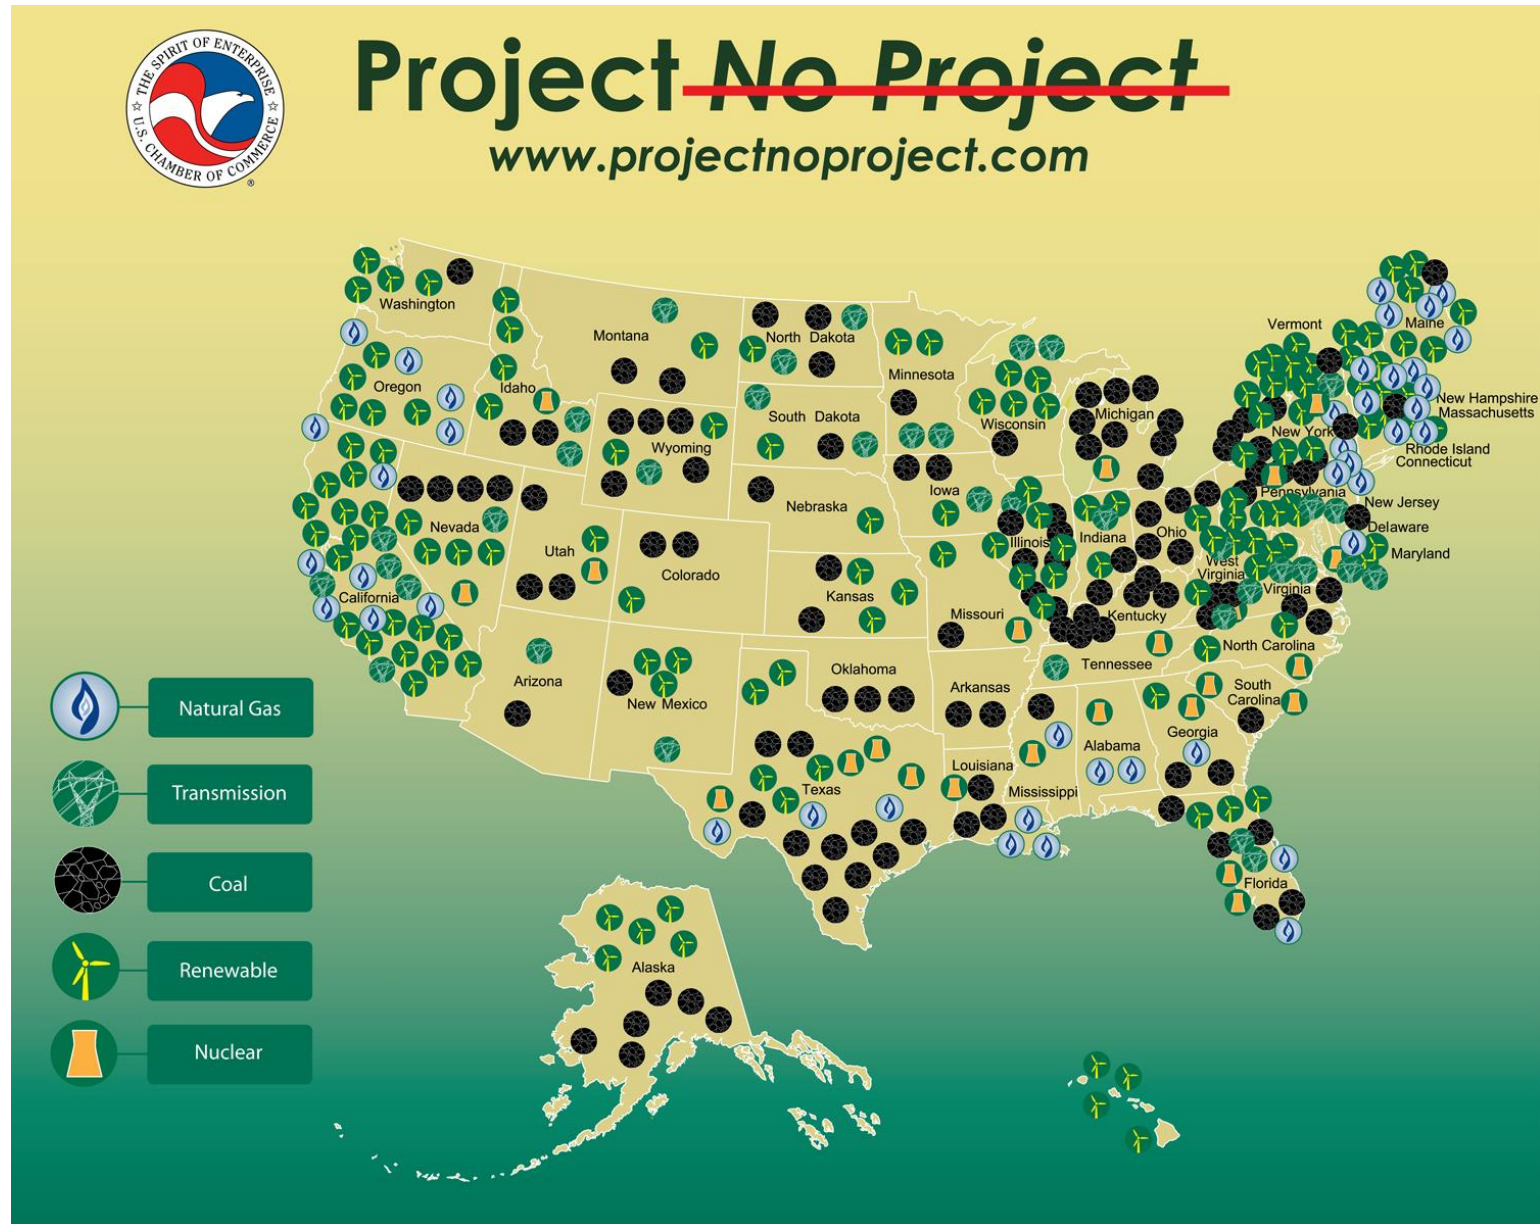 THE SPIRIT OF ENTERPRISE
U.S. CHAMBER OF COMMERCE
®
Project No Project
www.projectnoproject.com
Washington
Montana
North Dakota
Minnesota
Vermont
Maine
Oregon
Idaho
Wyoming
South Dakota
Wisconsin
Michigan
New York
New Hampshire
Massachusetts
Rhode Island
Connecticut
Nevada
Utah
Nebraska
Iowa
Illinois
Indiana
Ohio
Pennsylvania
New Jersey
Delaware
Maryland
California
Colorado
Kansas
Missouri
Kentucky
West
Virginia
Virginia
Arizona
New Mexico
Oklahoma
Arkansas
Tennessee
North Carolina
South
Carolina
Texas
Louisiana
Mississippi
Alabama
Georgia
Florida
Alaska
Natural Gas
Transmission
Coal
Renewable
Nuclear